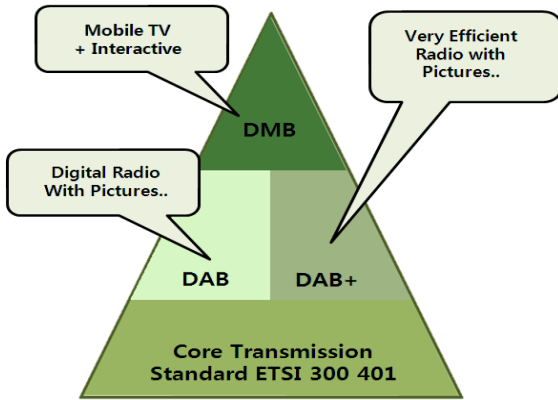 Mobile TV
+ Interactive
Very Efficient
Radio with
Pictures..
DMB
Digital Radio
With Pictures..
DAB
DAB+
Core Transmission
Standard ETSI 300 401